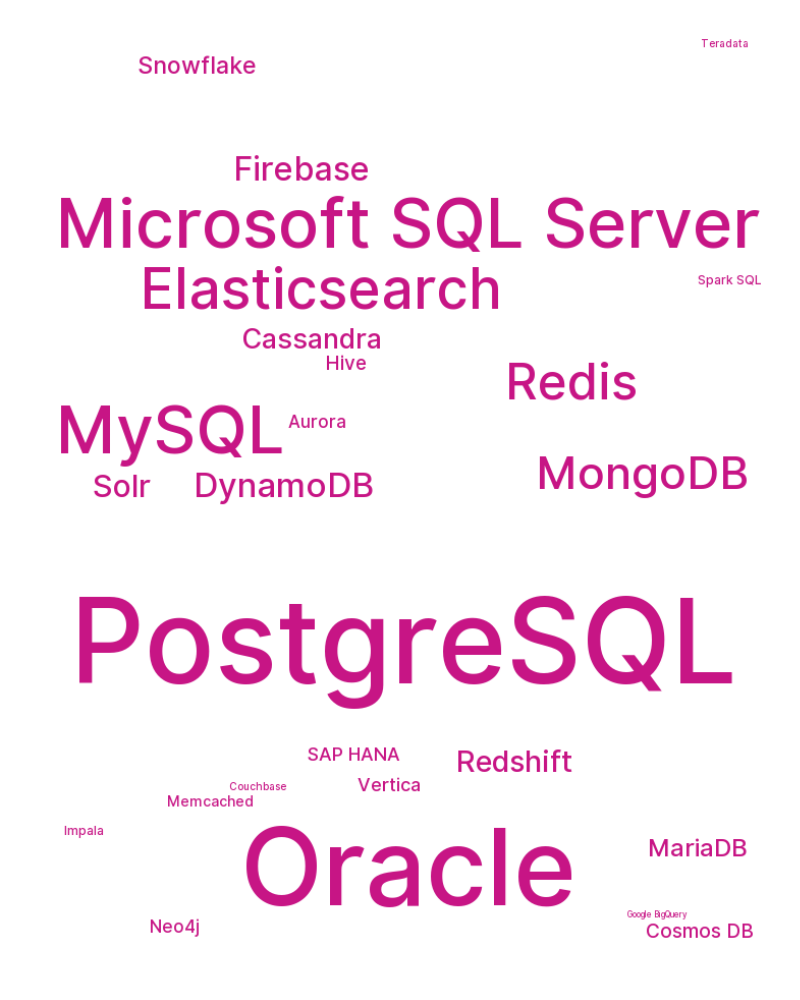 Teradata
Snowflake
Firebase
Microsoft SQL Server
Elasticsearch
Spark SQL
Cassandra
Hive
Redis
MySQL
Aurora
MongoDB
Solr
DynamoDB
PostgreSQL
SAP HANA
Redshift
Couchbase
Vertica
Memcached
Impala
Oracle
MariaDB
Google BigQuery
Neo4j
Cosmos DB